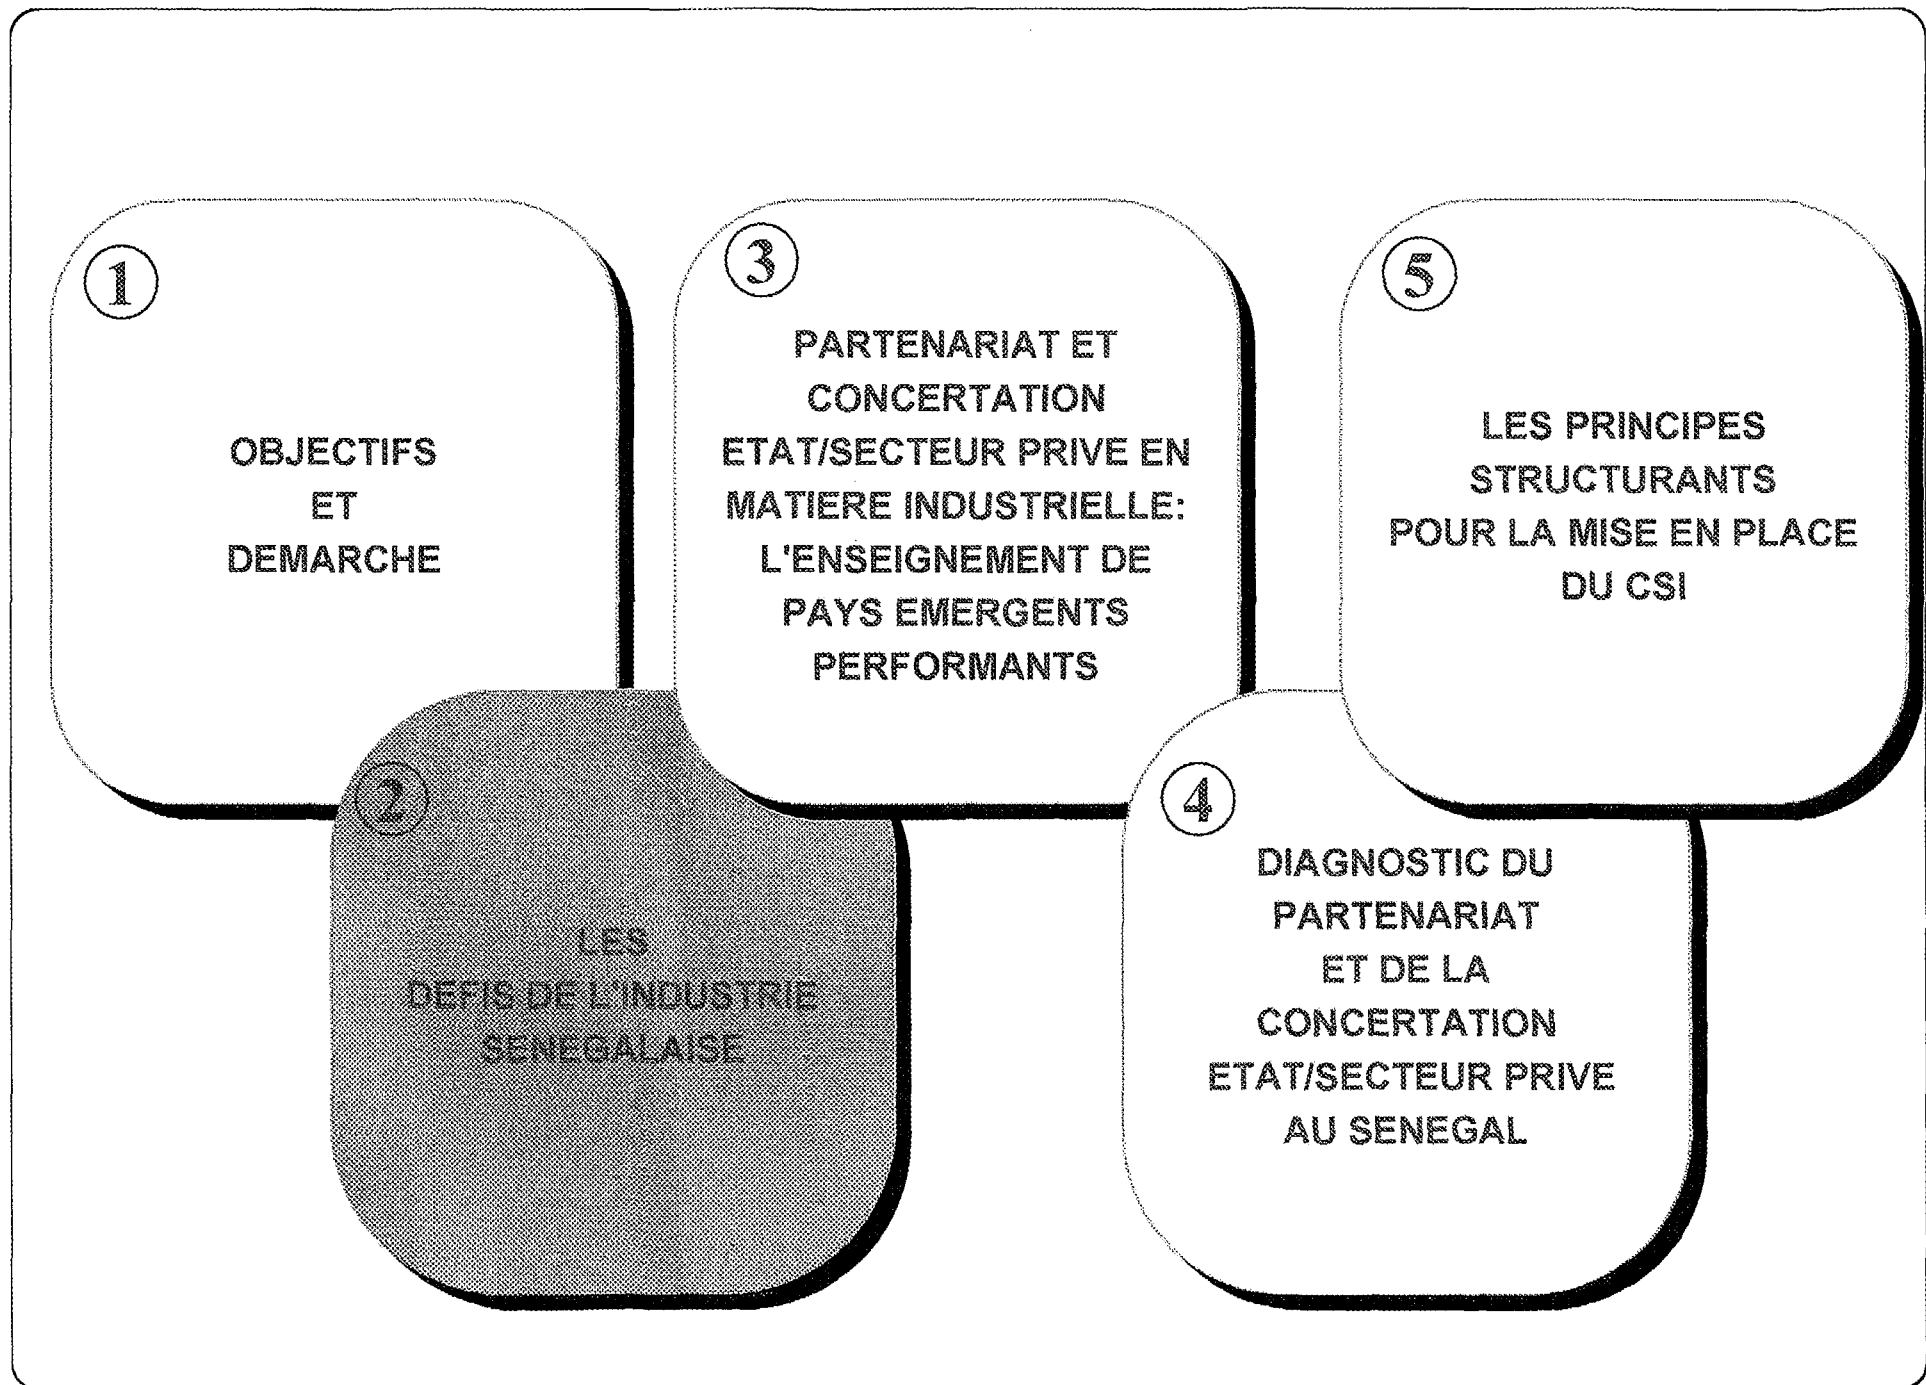 1
OBJECTIFS
ET
DEMARCHE
2
LES
DEFIS DE L'INDUSTRIE
SENEGALAISE
3
PARTENARIAT ET
CONCERTATION
ETAT/SECTEUR PRIVE EN
MATIERE INDUSTRIELLE:
L'ENSEIGNEMENT DE
PAYS EMERGENTS
PERFORMANTS
4
DIAGNOSTIC DU
PARTENARIAT
ET DE LA
CONCERTATION
ETAT/SECTEUR PRIVE
AU SENEGAL
5
LES PRINCIPES
STRUCTURANTS
POUR LA MISE EN PLACE
DU CSI